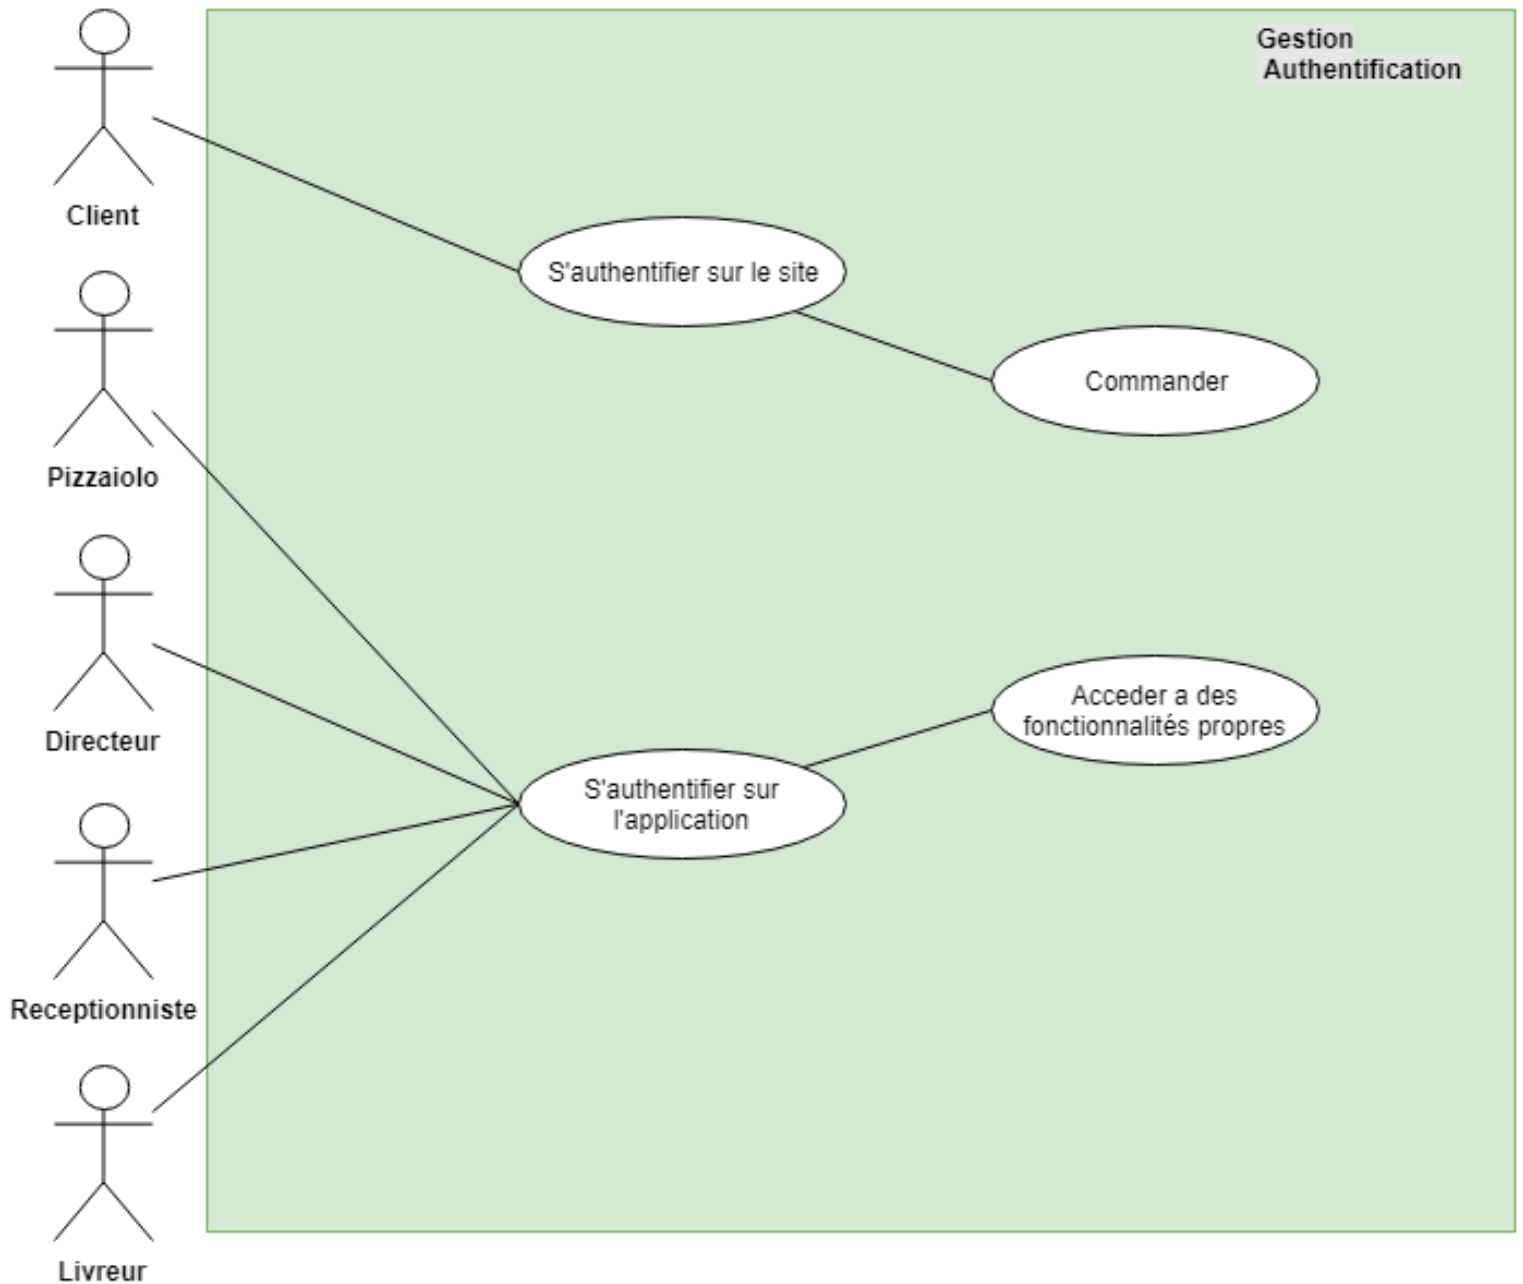 Gestion
Authentification
Client
S'authentifier sur le site
Commander
Pizzaiolo
Directeur
Acceder a des
fonctionnalités propres
S'authentifier sur
l'application
Receptionniste
Livreur